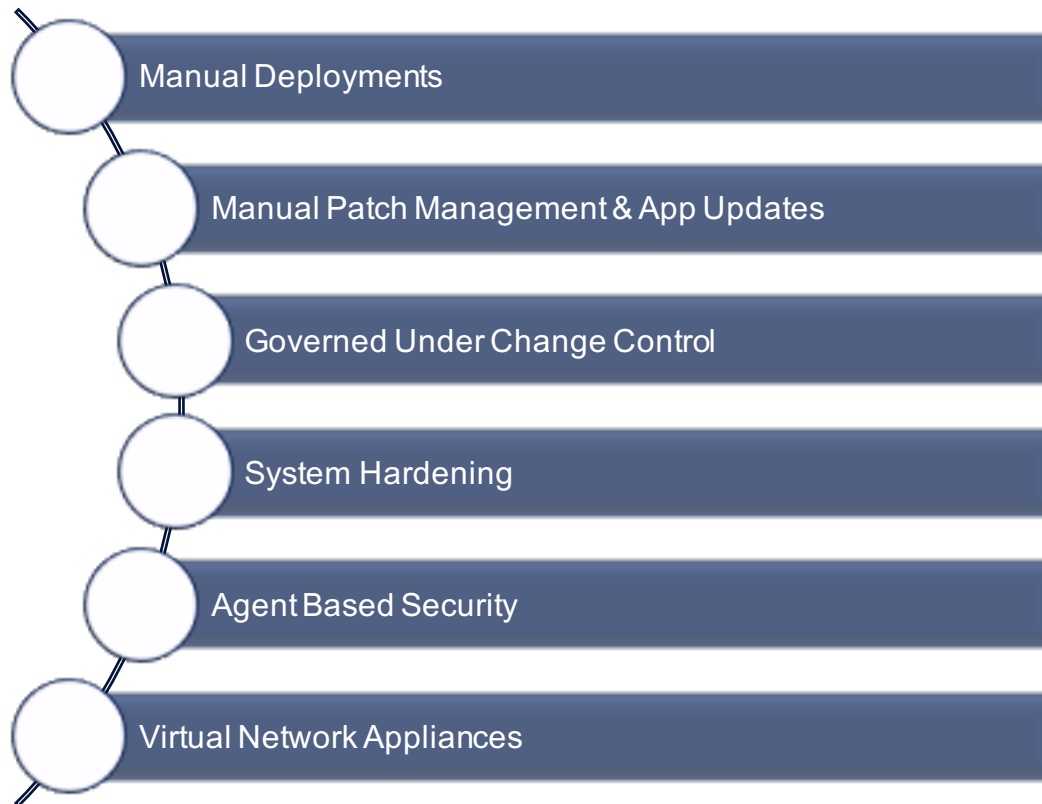 Manual Deployments
Manual Patch Management & App Updates
Governed Under Change Control
System Hardening
Agent Based Security
Virtual Network Appliances